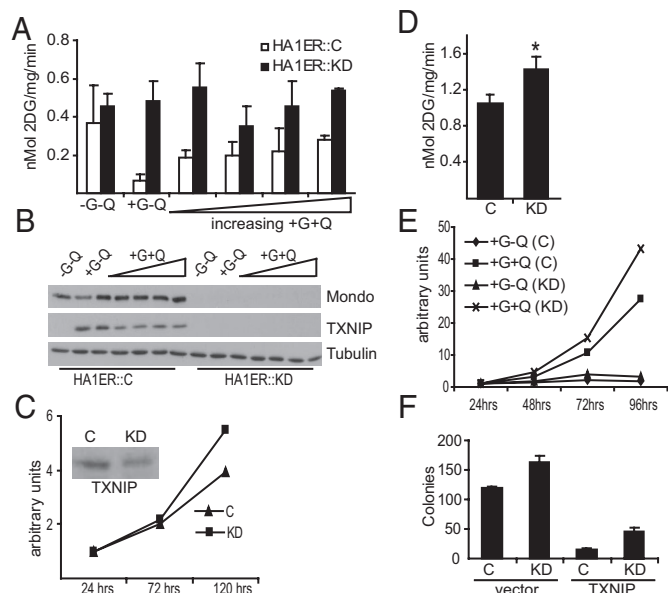 A
0.8
0.6
0.4
0.2
nMol 2DG/mg/min
HA1ER::C
HA1ER::KD
-G-Q
+G-Q
increasing +G+Q
B
-G-Q
+G-Q
+G+Q
-G-Q
+G-Q
+G+Q
Mondo
TXNIP
Tubulin
HA1ER::C
HA1ER::KD
C
6
4
2
arbitrary units
C KD
TXNIP
C
KD
24 hrs 72 hrs 120 hrs
D
2.0
1.6
1.2
0.8
0.4
nMol 2DG/mg/min
*
C KD
E
50
40
30
20
10
0
arbitrary units
+G-Q (C)
+G+Q (C)
+G-Q (KD)
+G+Q (KD)
24hrs 48hrs 72hrs 96hrs
F
200
150
100
50
0
Colonies
C KD C KD
vector TXNIP